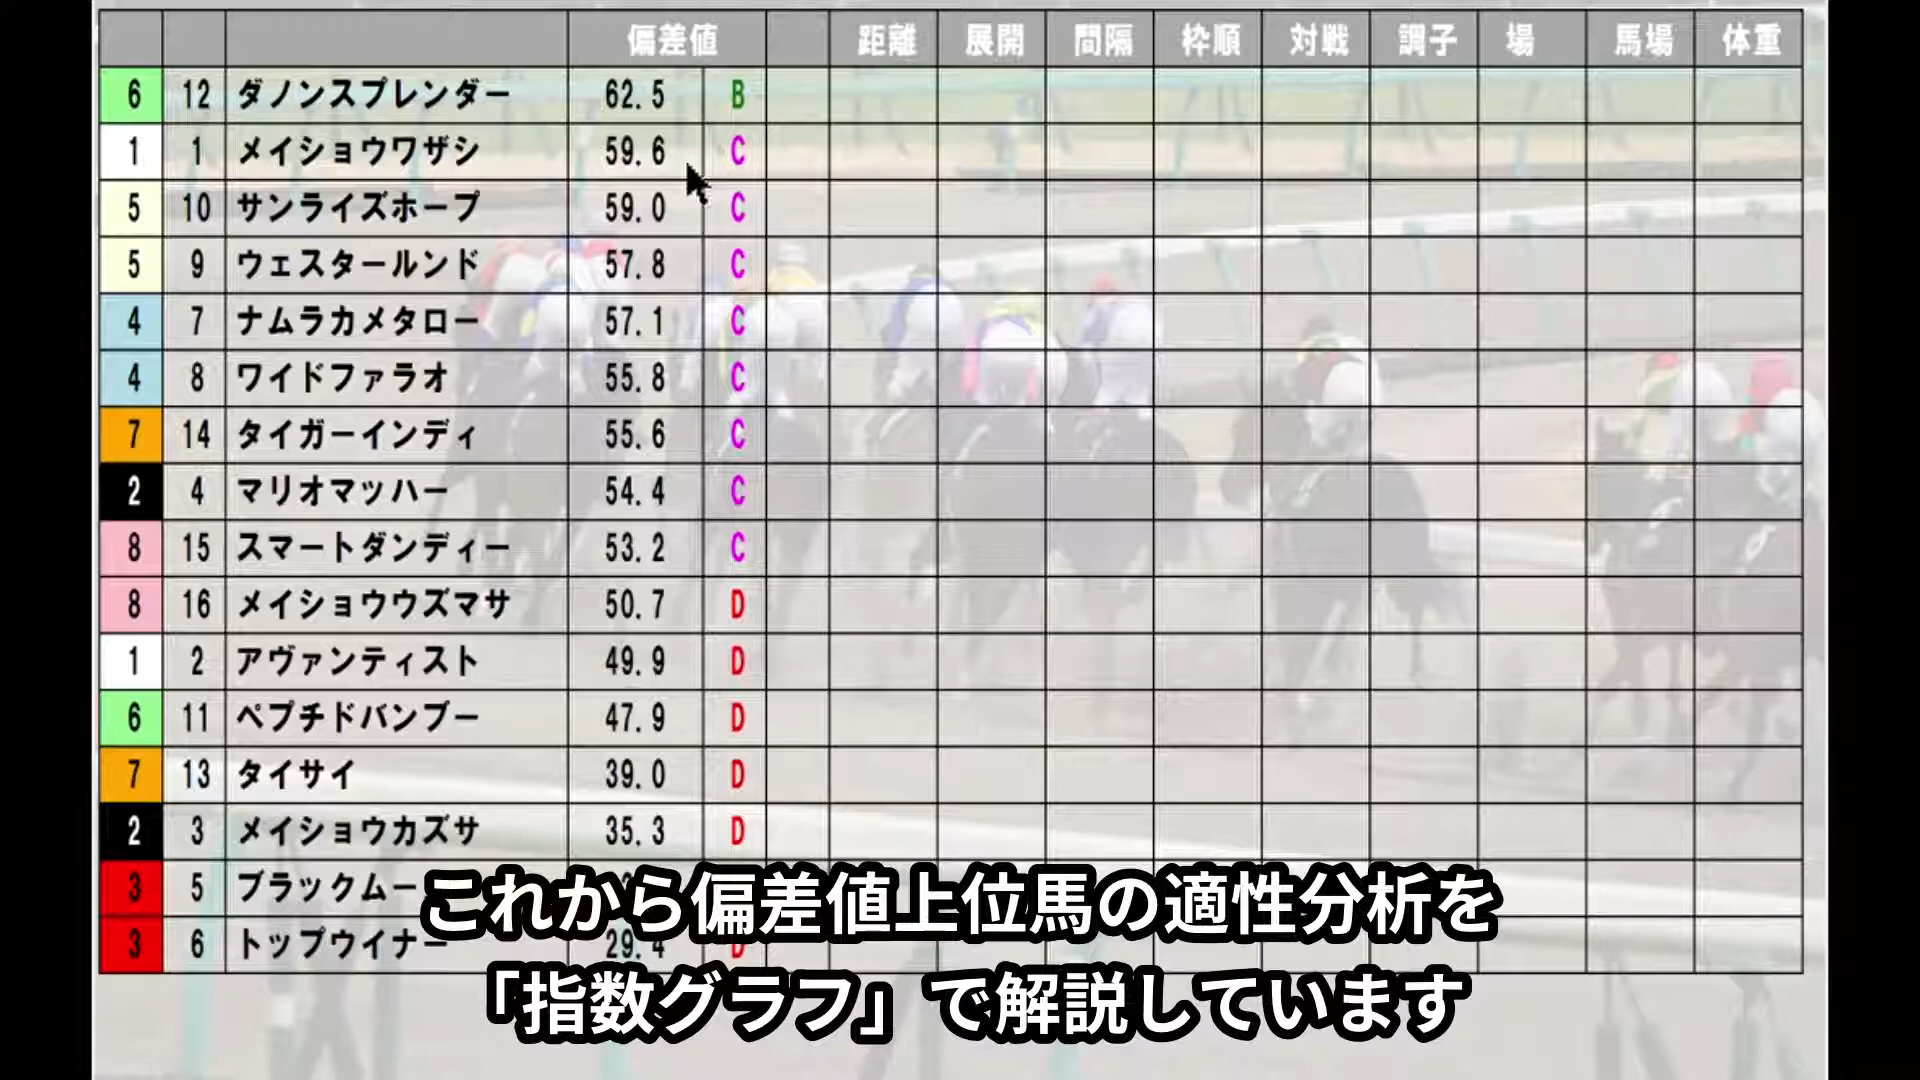 偏差値 距離 展開 間隔 枠順 対戦 調子 場 馬場 体重
6 12 ダノンスプレンダー 62.5 B
1 1 メイショウワザシ 59.6 C
5 10 サンライズホープ 59.0 C
5 9 ウェスタールンド 57.8 C
4 7 ナムラカメタロー 57.1 C
4 8 ワイドファラオ 55.8 C
7 14 タイガーインディ 55.6 C
2 4 マリオマッハー 54.4 C
8 15 スマートダンディー 53.2 C
8 16 メイショウウズマサ 50.7 D
1 2 アヴァンティスト 49.9 D
6 11 ペプチドバンブー 47.9 D
7 13 タイサイ 39.0 D
2 3 メイショウカズサ 35.3 D
3 5 ブラックムー
3 6 トップウイナー 29.4 D
これから偏差値上位馬の適性分析を
「指数グラフ」で解説しています